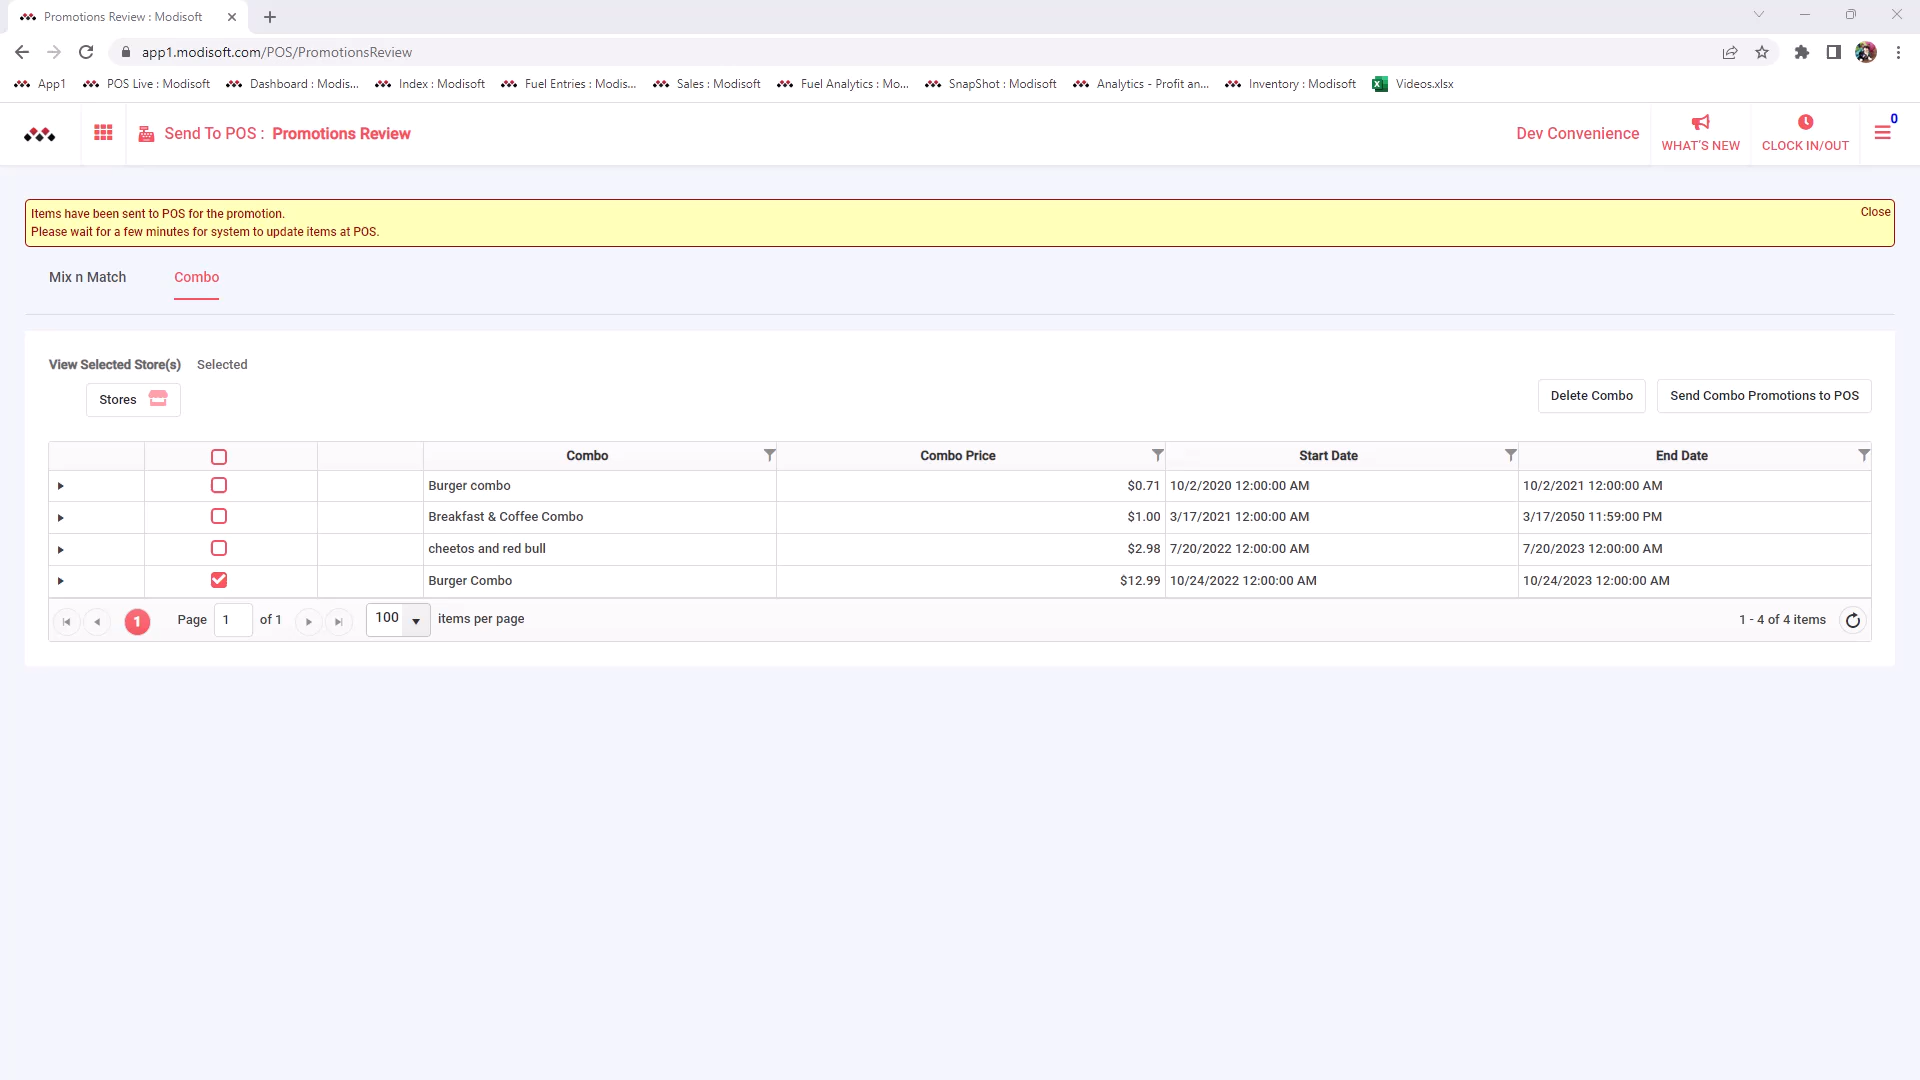 Promotions Review : Modisoft
app1.modisoft.com/POS/PromotionsReview
App1 POS Live : Modisoft Dashboard : Modis... Index : Modisoft Fuel Entries : Modis... Sales : Modisoft Fuel Analytics : Mo... SnapShot : Modisoft Analytics - Profit an... Inventory : Modisoft Videos.xlsx
Send To POS : Promotions Review
Dev Convenience
WHAT'S NEW
CLOCK IN/OUT
0
Items have been sent to POS for the promotion.
Close
Please wait for a few minutes for system to update items at POS.
Mix n Match Combo
View Selected Store(s) Selected
Stores
Delete Combo Send Combo Promotions to POS
Combo Combo Price Start Date End Date
Burger combo $0.71 10/2/2020 12:00:00 AM 10/2/2021 12:00:00 AM
Breakfast & Coffee Combo $1.00 3/17/2021 12:00:00 AM 3/17/2050 11:59:00 PM
cheetos and red bull $2.98 7/20/2022 12:00:00 AM 7/20/2023 12:00:00 AM
Burger Combo $12.99 10/24/2022 12:00:00 AM 10/24/2023 12:00:00 AM
1 Page 1 of 1 100 items per page 1 - 4 of 4 items